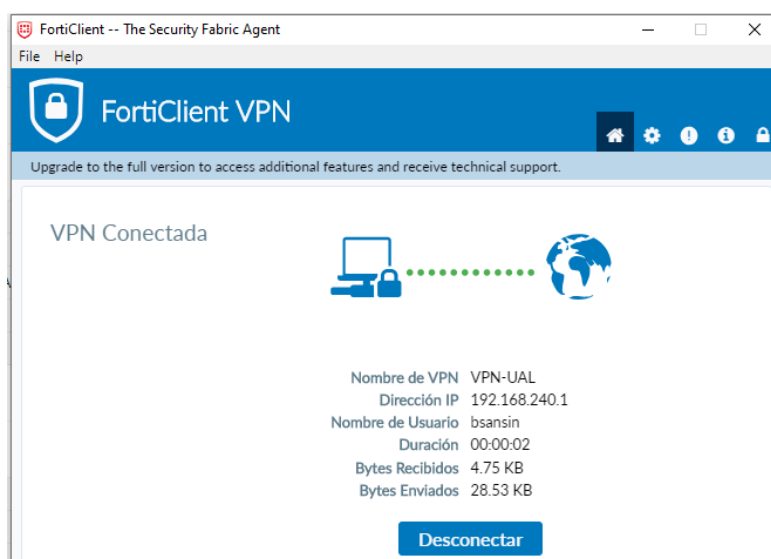 FortiClient -- The Security Fabric Agent
File Help
FortiClient VPN
Upgrade to the full version to access additional features and receive technical support.
VPN Conectada
Nombre de VPN VPN-UAL
Dirección IP 192.168.240.1
Nombre de Usuario bsansin
Duración 00:00:02
Bytes Recibidos 4.75 KB
Bytes Enviados 28.53 KB
Desconectar